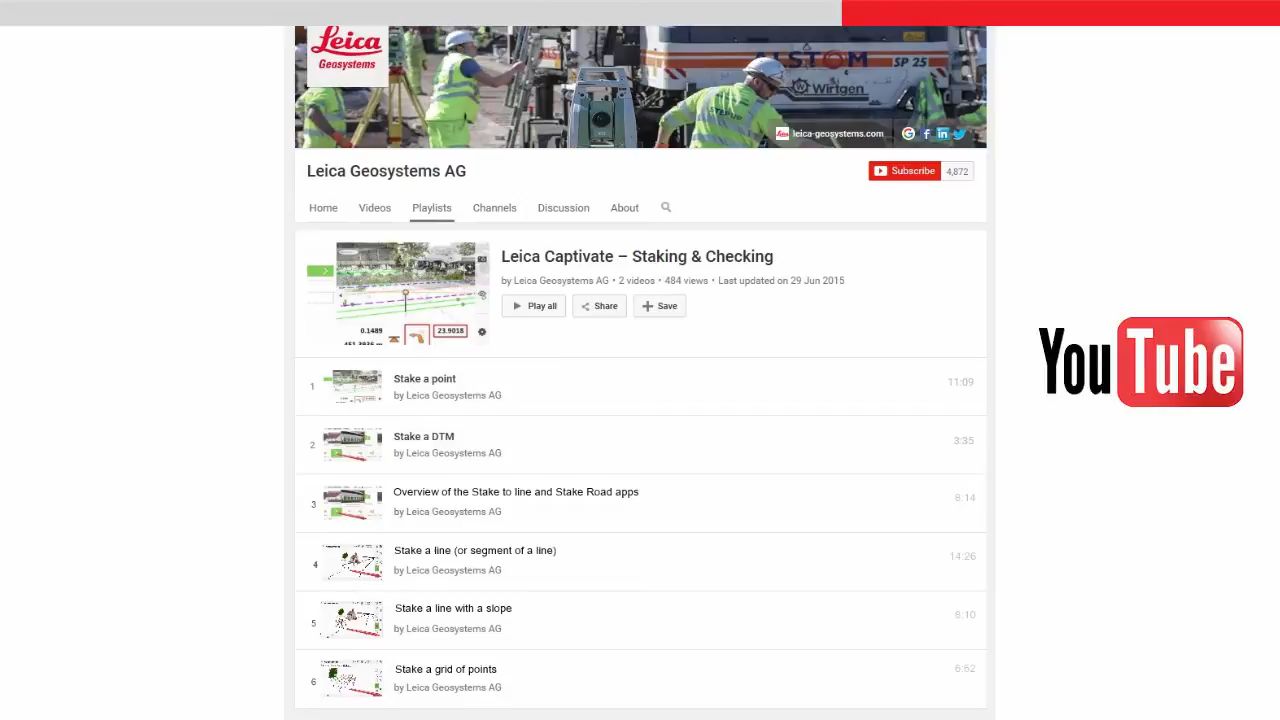 Leica
Geosystems
ALSTOM
SP 25
Wirtgen
leica-geosystems.com
Leica Geosystems AG
Subscribe 4,872
Home Videos Playlists Channels Discussion About
Leica Captivate – Staking & Checking
by Leica Geosystems AG • 2 videos • 484 views • Last updated on 29 Jun 2015
Play all Share Save
0.1489
23.9018
1 Stake a point 11:09
by Leica Geosystems AG
2 Stake a DTM 3:35
by Leica Geosystems AG
3 Overview of the Stake to line and Stake Road apps 8:14
by Leica Geosystems AG
4 Stake a line (or segment of a line) 14:26
by Leica Geosystems AG
5 Stake a line with a slope 8:10
by Leica Geosystems AG
6 Stake a grid of points 6:52
by Leica Geosystems AG
YouTube